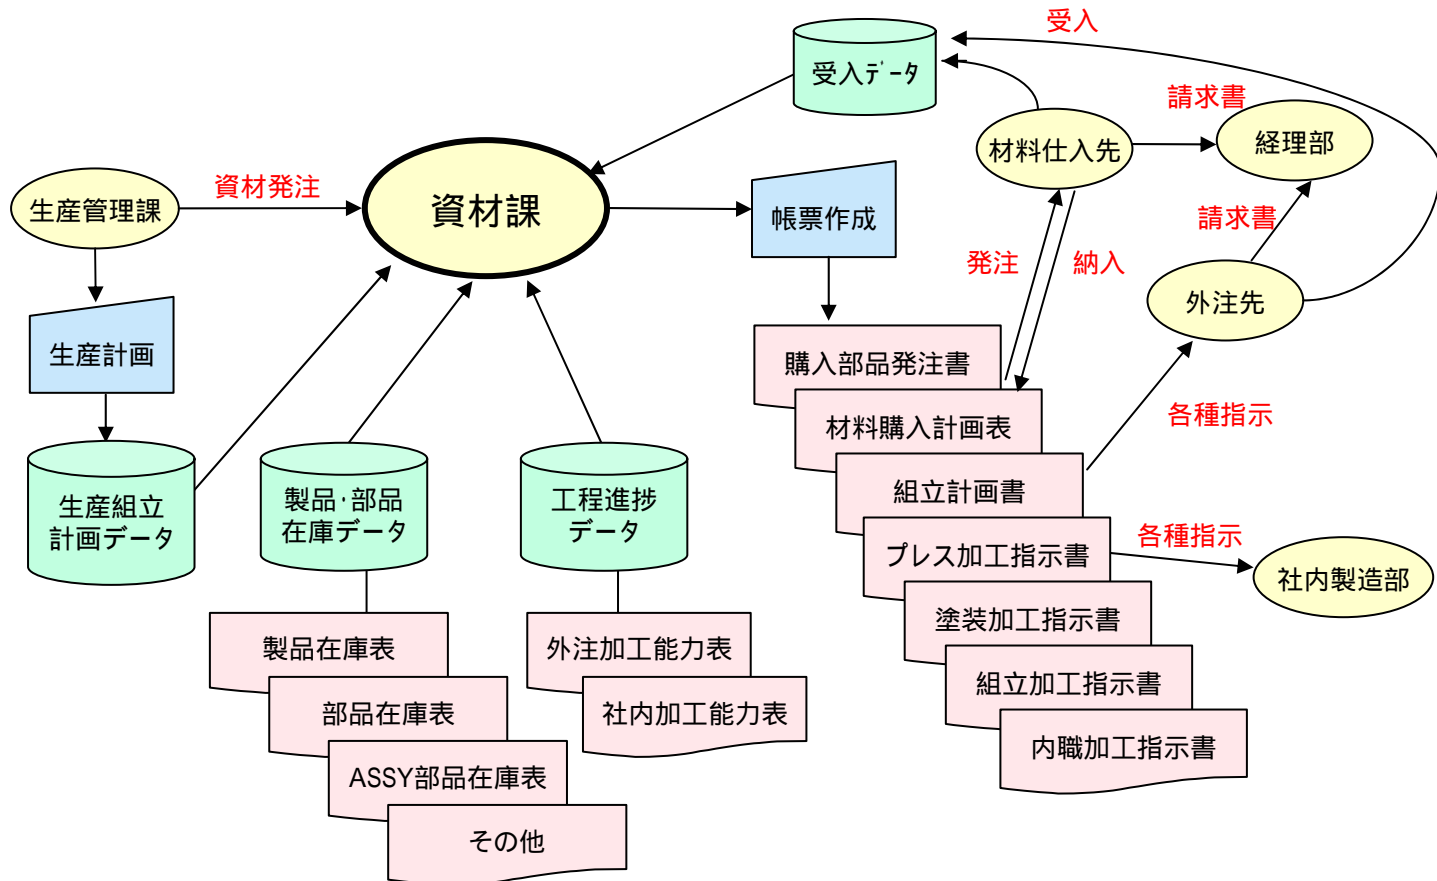 受入
受入ﾃﾞｰﾀ
請求書
材料仕入先
経理部
生産管理課
資材発注
資材課
帳票作成
請求書
発注
納入
外注先
生産計画
購入部品発注書
材料購入計画表
各種指示
組立計画書
生産組立
計画データ
製品･部品
在庫データ
工程進捗
データ
プレス加工指示書
各種指示
社内製造部
塗装加工指示書
製品在庫表
外注加工能力表
組立加工指示書
部品在庫表
社内加工能力表
内職加工指示書
ASSY部品在庫表
その他